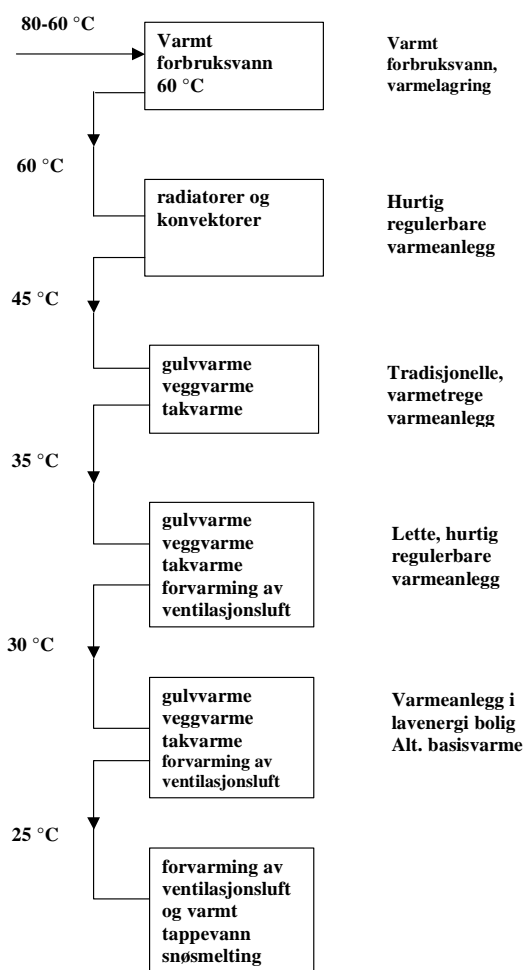 80-60 °C
Varmt
forbruksvann
60 °C
Varmt
forbruksvann,
varmelagring
60 °C
radiatorer og
konvektorer
Hurtig
regulerbare
varmeanlegg
45 °C
gulvvarme
veggvarme
takvarme
Tradisjonelle,
varmetrege
varmeanlegg
35 °C
gulvvarme
veggvarme
takvarme
forvarming av
ventilasjonsluft
Lette, hurtig
regulerbare
varmeanlegg
30 °C
gulvvarme
veggvarme
takvarme
forvarming av
ventilasjonsluft
Varmeanlegg i
lavenergi bolig
Alt. basisvarme
25 °C
forvarming av
ventilasjonsluft
og varmt
tappevann
snøsmelting